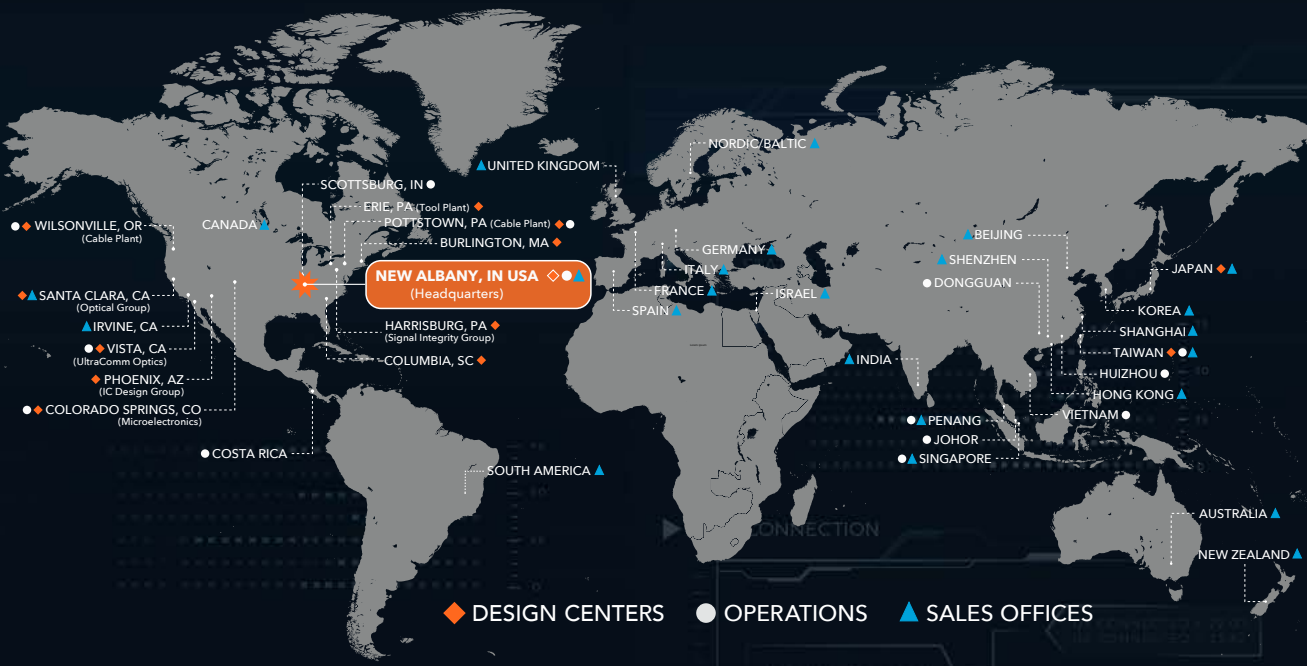 NORDIC/BALTIC
UNITED KINGDOM
SCOTTSBURG, IN
ERIE, PA (Tool Plant)
POTTSTOWN, PA (Cable Plant)
WILSONVILLE, OR
(Cable Plant)
CANADA
BURLINGTON, MA
NEW ALBANY, IN USA
(Headquarters)
SANTA CLARA, CA
(Optical Group)
IRVINE, CA
VISTA, CA
(UltraComm Optics)
PHOENIX, AZ
(IC Design Group)
COLORADO SPRINGS, CO
(Microelectronics)
HARRISBURG, PA
(Signal Integrity Group)
COLUMBIA, SC
COSTA RICA
SOUTH AMERICA
GERMANY
ITALY
FRANCE
SPAIN
ISRAEL
BEIJING
SHENZHEN
DONGGUAN
JAPAN
KOREA
SHANGHAI
TAIWAN
INDIA
HUIZHOU
HONG KONG
VIETNAM
PENANG
JOHOR
SINGAPORE
AUSTRALIA
NEW ZEALAND
DESIGN CENTERS
OPERATIONS
SALES OFFICES